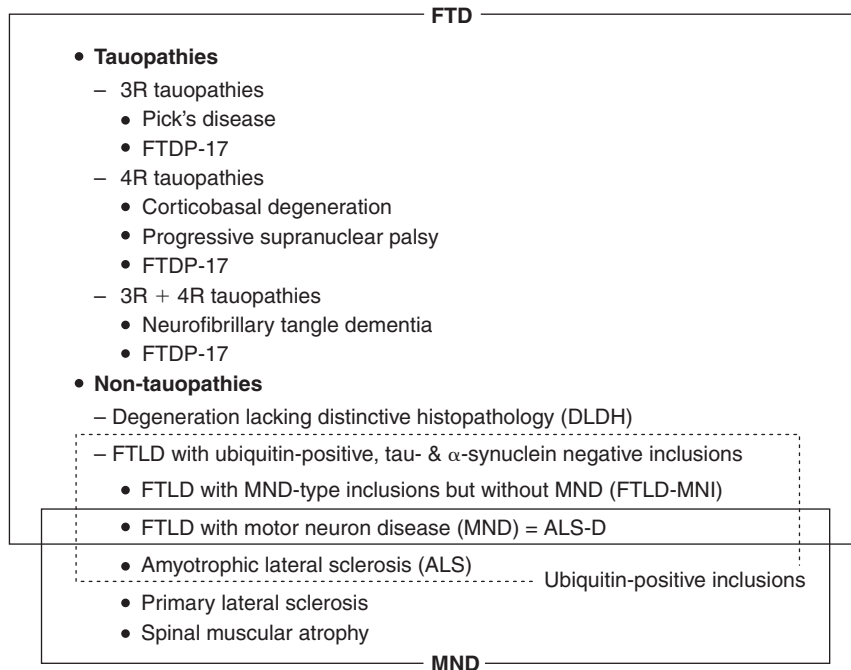 FTD
• Tauopathies
– 3R tauopathies
• Pick's disease
• FTDP-17
– 4R tauopathies
• Corticobasal degeneration
• Progressive supranuclear palsy
• FTDP-17
– 3R + 4R tauopathies
• Neurofibrillary tangle dementia
• FTDP-17
• Non-tauopathies
– Degeneration lacking distinctive histopathology (DLDH)
– FTLD with ubiquitin-positive, tau- & α-synuclein negative inclusions
• FTLD with MND-type inclusions but without MND (FTLD-MNI)
• FTLD with motor neuron disease (MND) = ALS-D
• Amyotrophic lateral sclerosis (ALS)
Ubiquitin-positive inclusions
• Primary lateral sclerosis
• Spinal muscular atrophy
MND